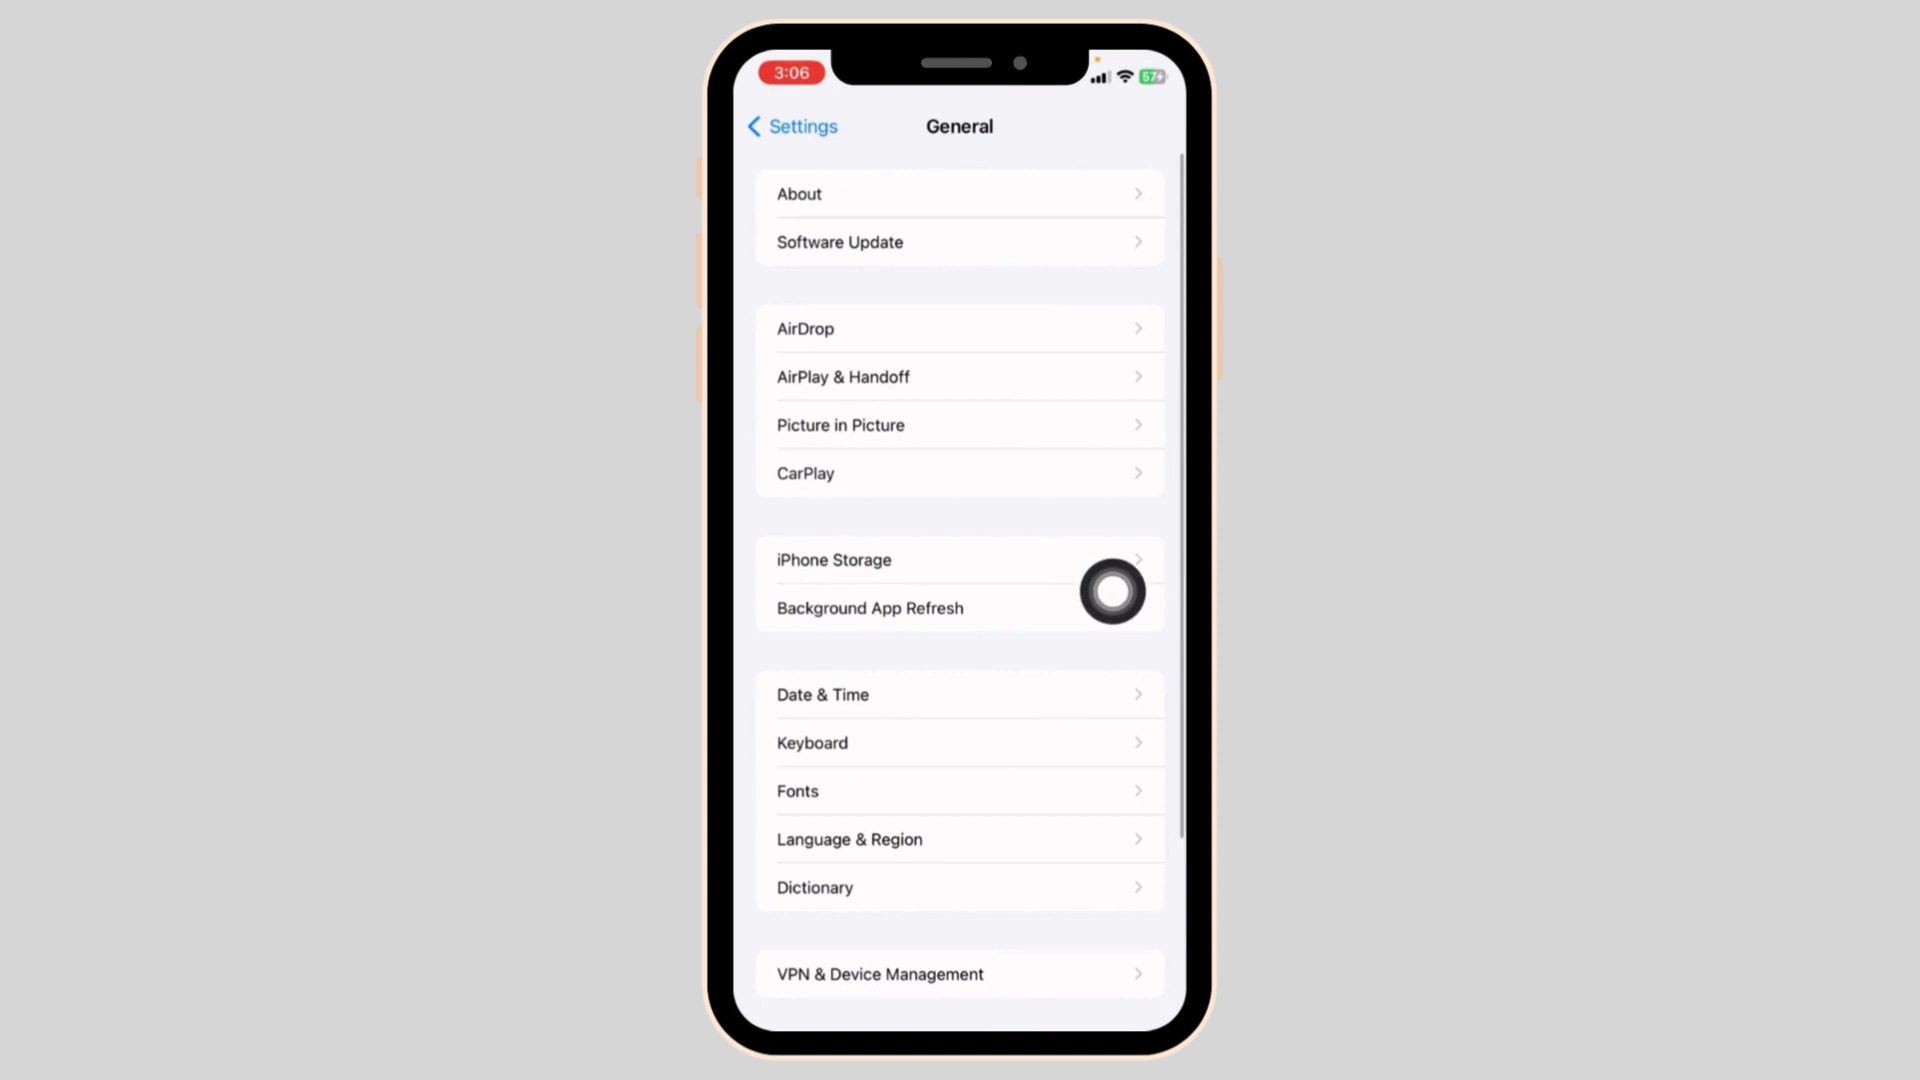 3:06
57
Settings
General
About
Software Update
AirDrop
AirPlay & Handoff
Picture in Picture
CarPlay
iPhone Storage
Background App Refresh
Date & Time
Keyboard
Fonts
Language & Region
Dictionary
VPN & Device Management